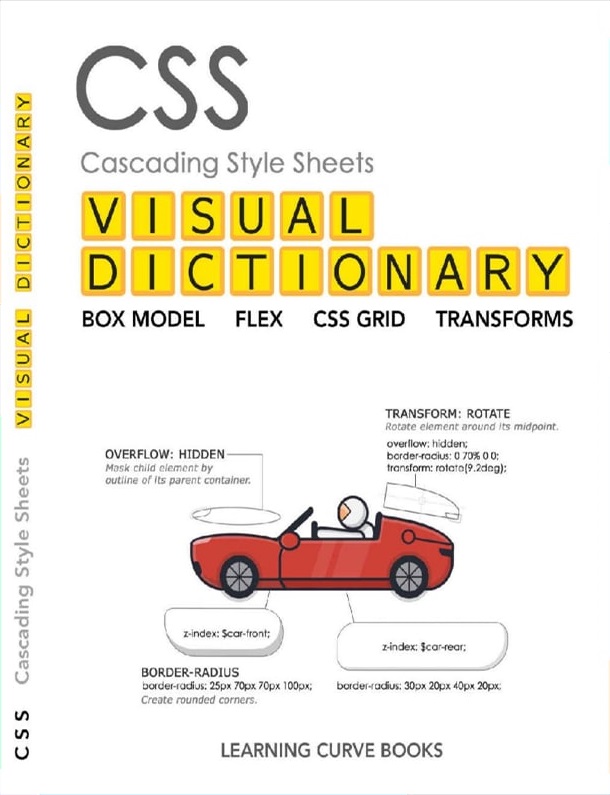 CSS
Cascading Style Sheets
VISUAL
DICTIONARY
BOX MODEL FLEX CSS GRID TRANSFORMS
TRANSFORM: ROTATE
Rotate element around its midpoint.
overflow: hidden;
border-radius: 0 70% 0 0;
transform: rotate(9.2deg);
OVERFLOW: HIDDEN
Mask child element by
outline of its parent container.
z-index: $car-front;
z-index: $car-rear;
BORDER-RADIUS
border-radius: 25px 70px 70px 100px;
Create rounded corners.
border-radius: 30px 20px 40px 20px;
LEARNING CURVE BOOKS
CSS Cascading Style Sheets VISUAL DICTIONARY